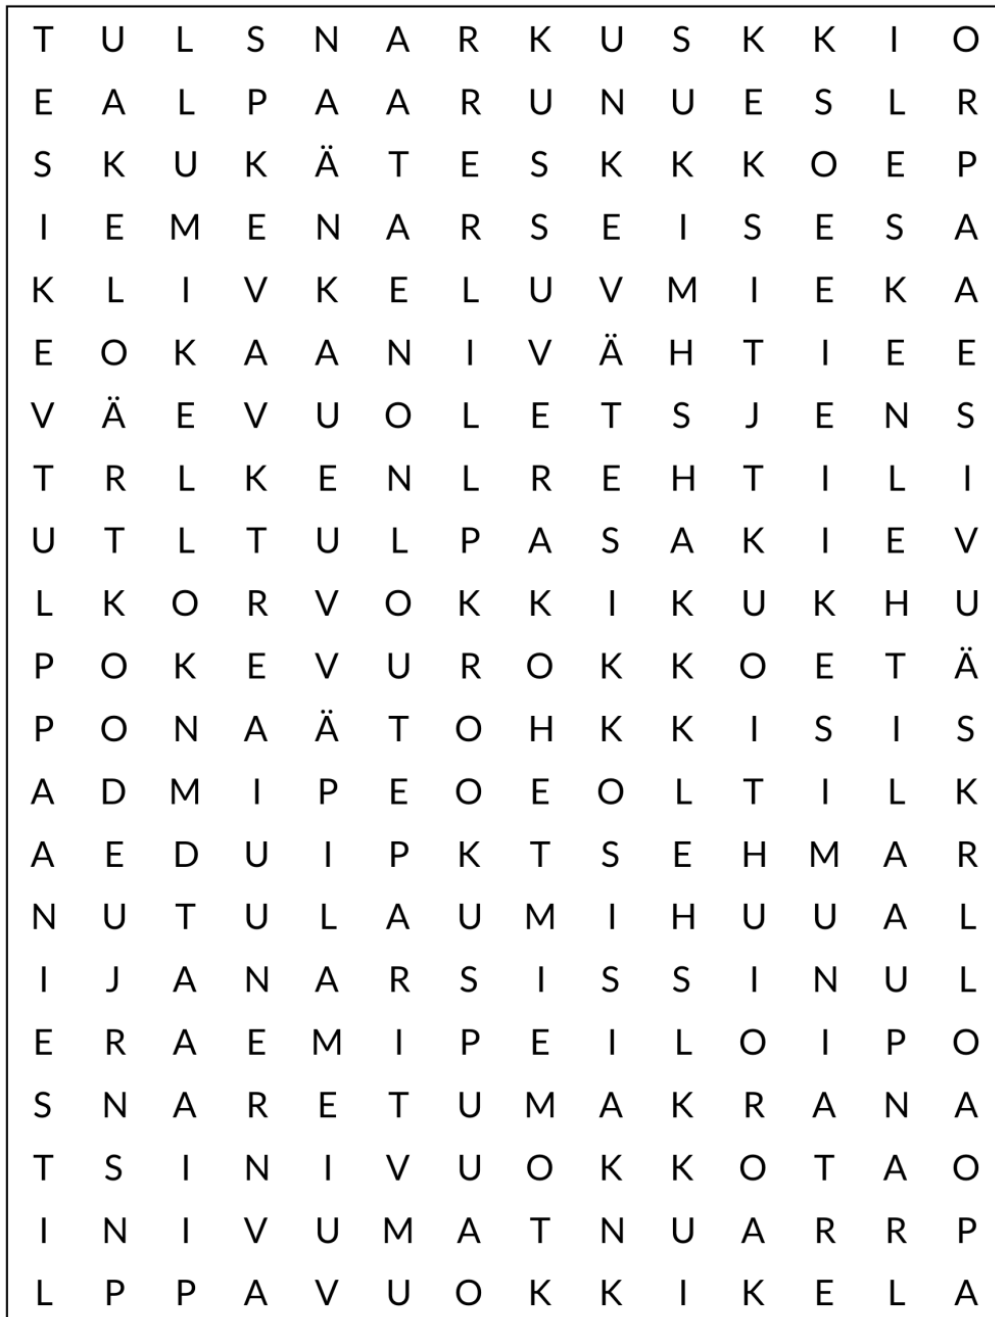 T U L S N A R K U S K K I O
E A L P A A R U N U E S L R
S K U K Ä T E S K K K O E P
I E M E N A R S E I S E S A
K L I V K E L U V M I E K A
E O K A A N I V Ä H T I E E
V Ä E V U O L E T S J E N S
T R L K E N L R E H T I L I
U T L T U L P A S A K I E V
L K O R V O K K I K U K H U
P O K E V U R O K K O E T Ä
P O N A Ä T O H K K I S I S
A D M I P E O E O L T I L K
A E D U I P K T S E H M A R
N U T U L A U M I H U U A L
I J A N A R S I S S I N U L
E R A E M I P E I L O I P O
S N A R E T U M A K R A N A
T S I N I V U O K K O T A O
I N I V U M A T N U A R R P
L P P A V U O K K I K E L A